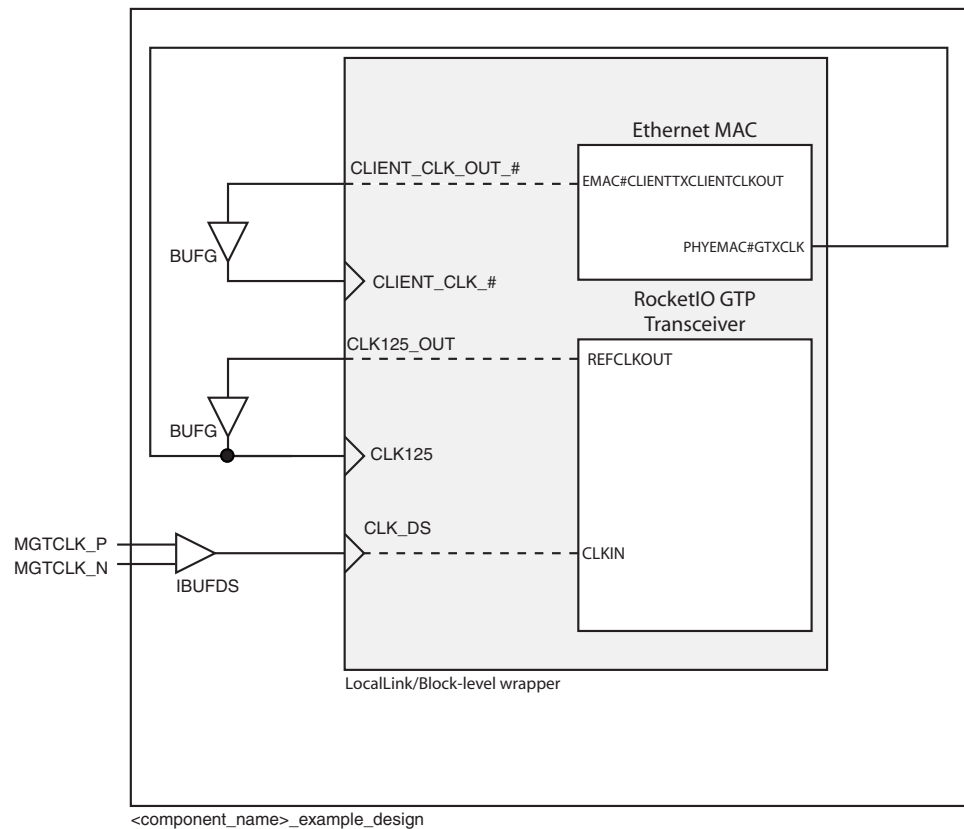 Ethernet MAC
CLIENT_CLK_OUT_#
EMAC#CLIENTTXCLIENTCLKOUT
BUFG
PHYEMAC#GTXCLK
CLIENT_CLK_#
RocketIO GTP
Transceiver
CLK125_OUT
REFCLKOUT
BUFG
CLK125
CLK_DS
MGTCLK_P
MGTCLK_N
CLKIN
IBUFDS
LocalLink/Block-level wrapper
<component_name>_example_design